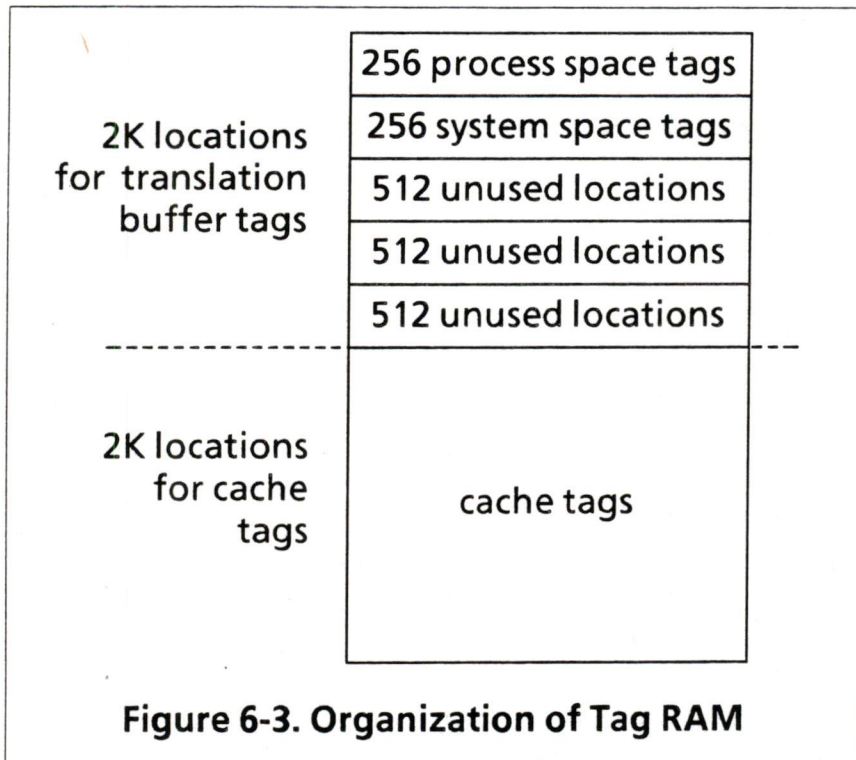 256 process space tags
256 system space tags
512 unused locations
512 unused locations
512 unused locations
2K locations
for translation
buffer tags
2K locations
for cache
tags
cache tags
Figure 6-3. Organization of Tag RAM